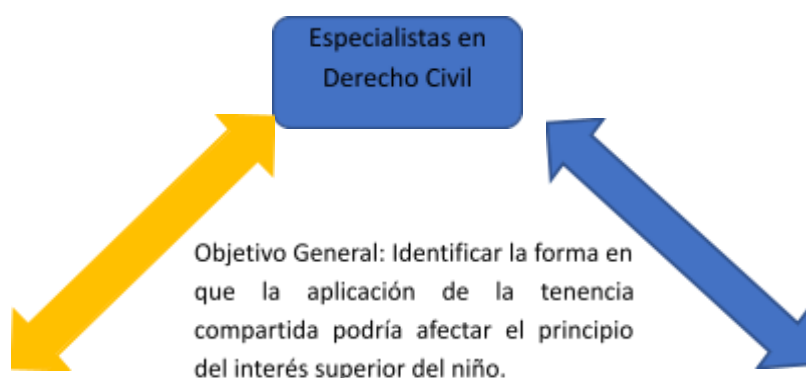 Especialistas en
Derecho Civil
Objetivo General: Identificar la forma en
que la aplicación de la tenencia
compartida podría afectar el principio
del interés superior del niño.